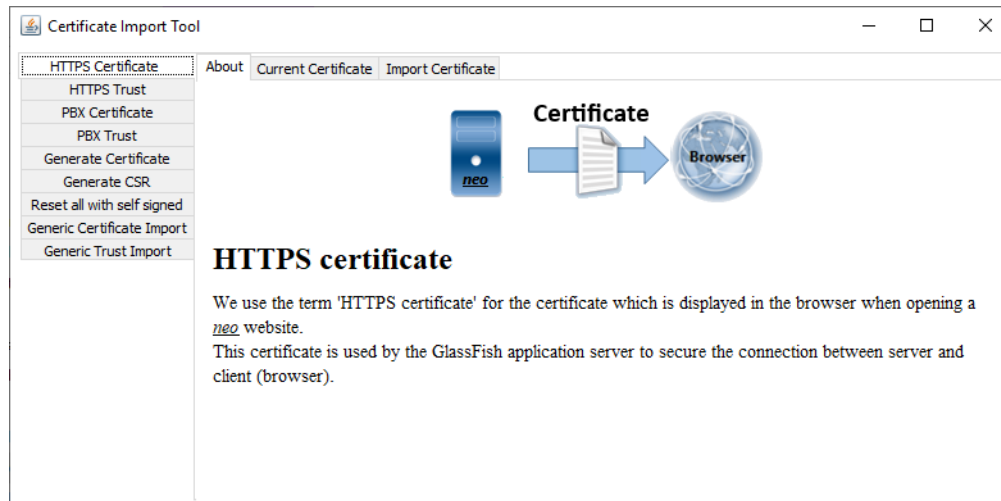 Certificate Import Tool
HTTPS Certificate
HTTPS Trust
PBX Certificate
PBX Trust
Generate Certificate
Generate CSR
Reset all with self signed
Generic Certificate Import
Generic Trust Import
About Current Certificate Import Certificate
Certificate
neo
Browser
HTTPS certificate
We use the term 'HTTPS certificate' for the certificate which is displayed in the browser when opening a
neo website.
This certificate is used by the GlassFish application server to secure the connection between server and
client (browser).